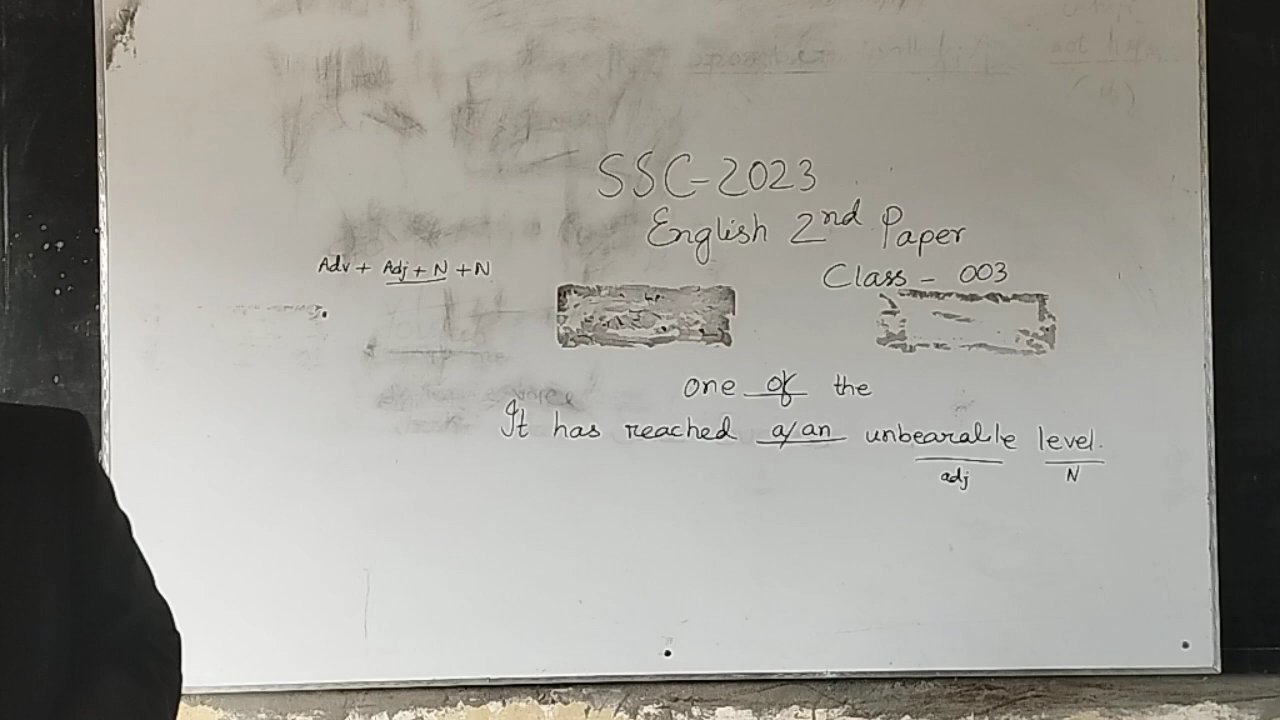 SSC-2023
English 2nd Paper
Adv + Adj + N + N
Class - 003
one of the
It has reached a/an unbearable level.
adj N